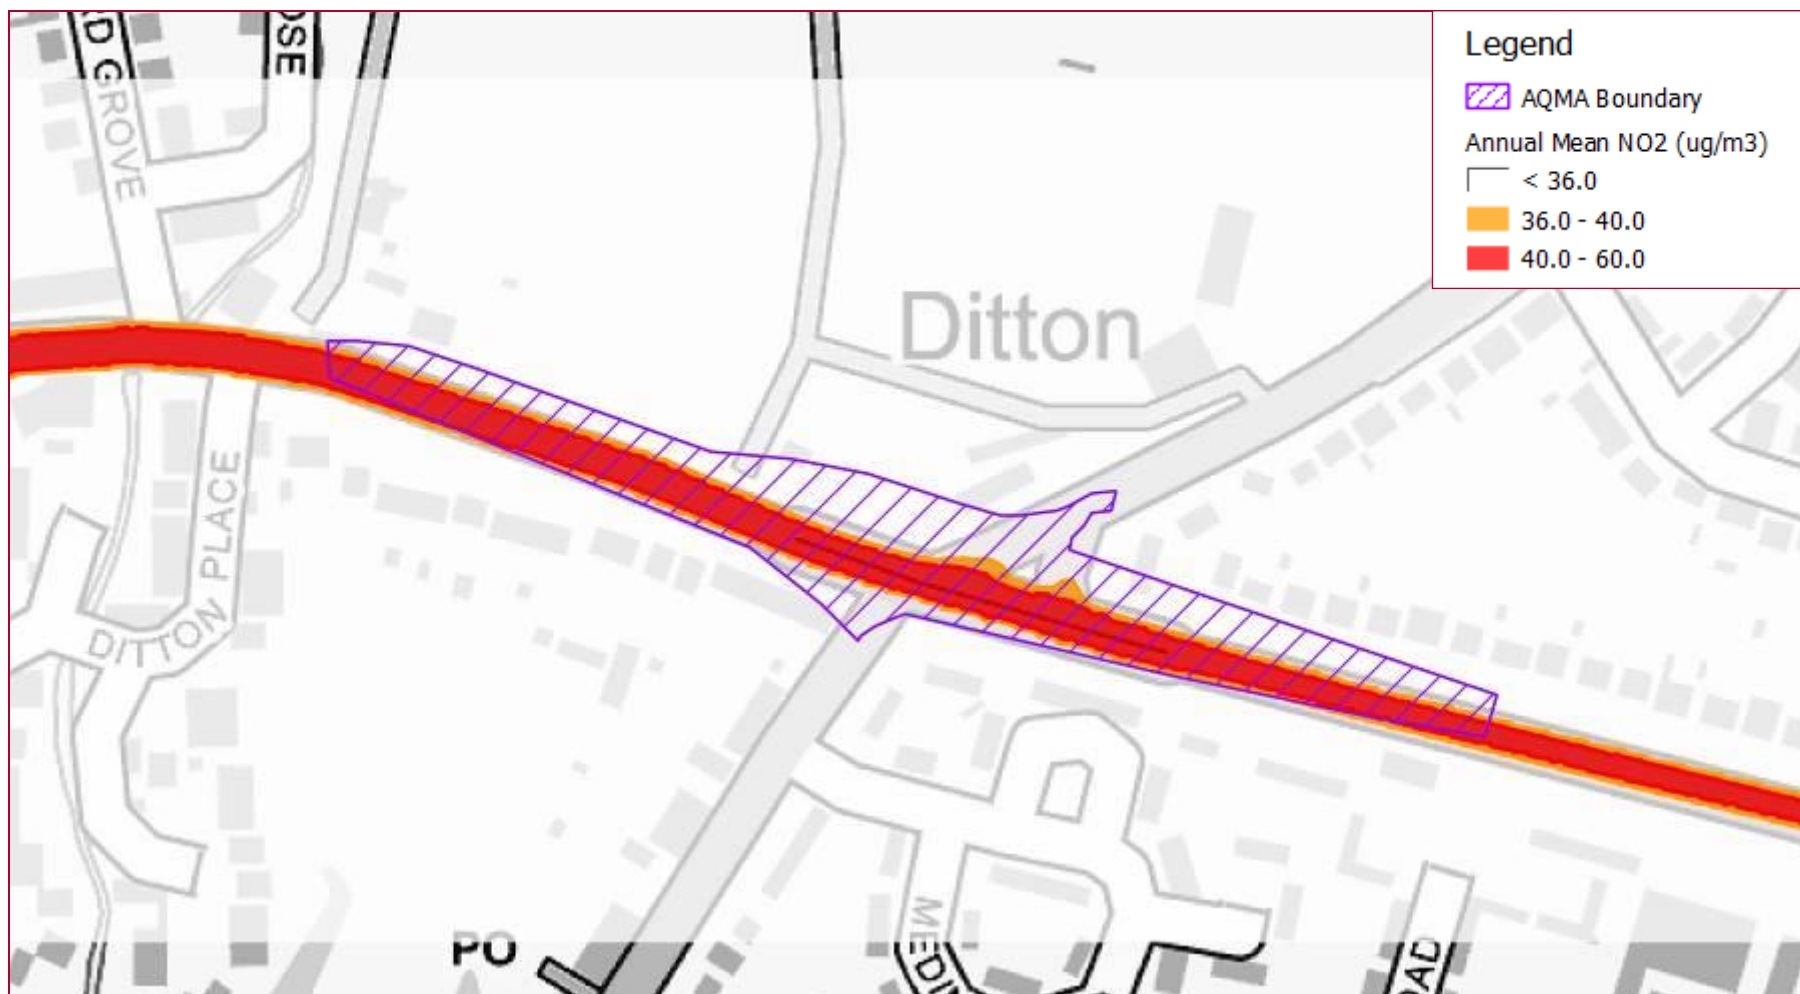 GROVE
Legend
AQMA Boundary
Annual Mean NO2 (ug/m3)
< 36.0
36.0 - 40.0
40.0 - 60.0
Ditton
DITTON PLACE
PO